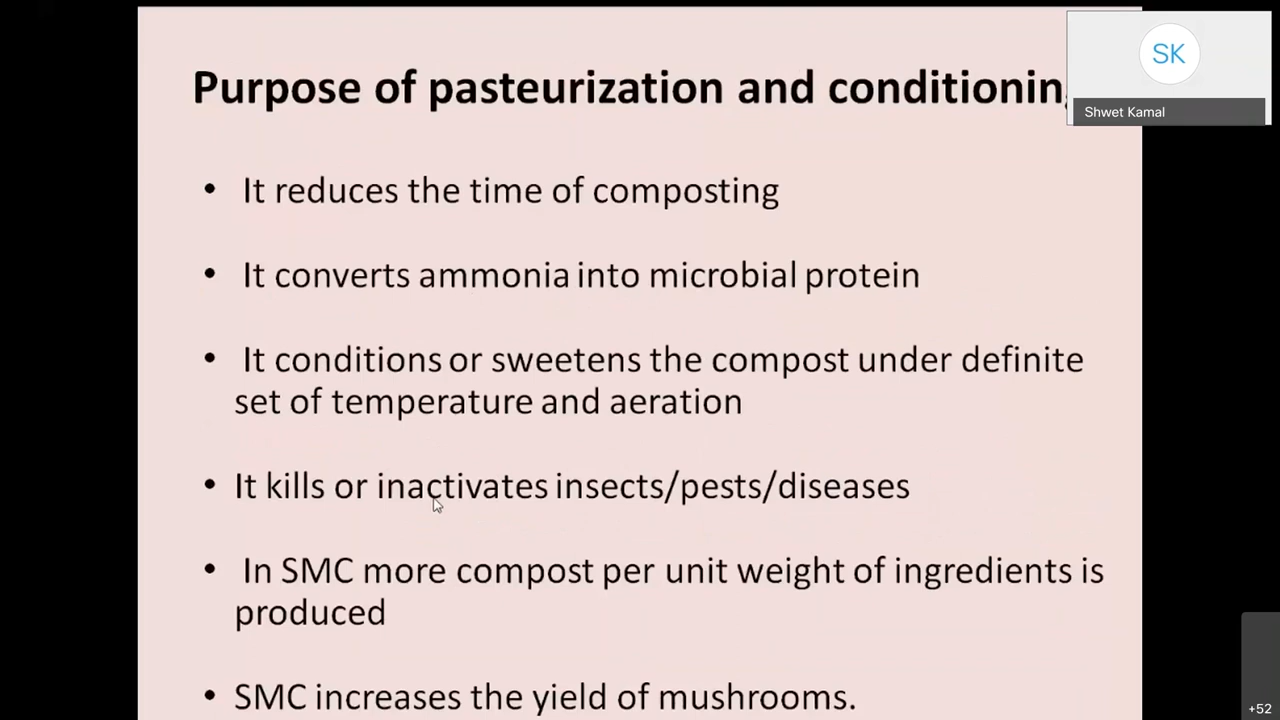 Purpose of pasteurization and conditioning
SK
Shwet Kamal
• It reduces the time of composting
• It converts ammonia into microbial protein
• It conditions or sweetens the compost under definite
set of temperature and aeration
• It kills or inactivates insects/pests/diseases
• In SMC more compost per unit weight of ingredients is
produced
• SMC increases the yield of mushrooms.
+52